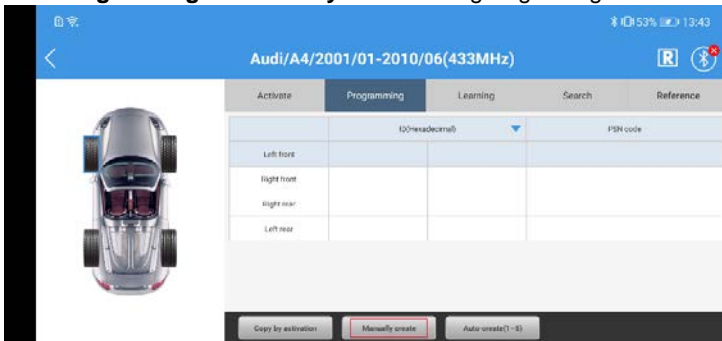 53% 13:43
Audi/A4/2001/01-2010/06(433MHz)
R
Activate Programming Learning Search Reference
ID(Hexadecimal) PSN code
Left front
Right front
Right rear
Left rear
Copy by activation Manually create Auto create(1-8)